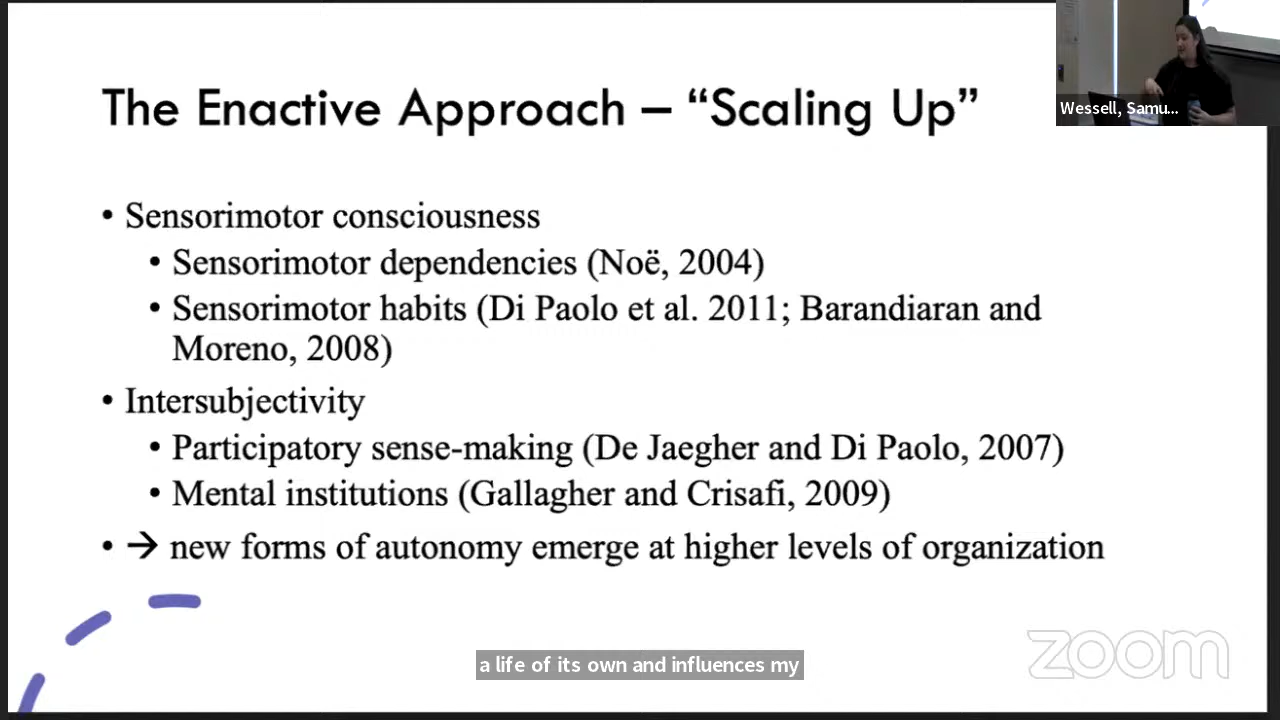 The Enactive Approach – “Scaling Up”
Wessell, Samu...
• Sensorimotor consciousness
• Sensorimotor dependencies (Noë, 2004)
• Sensorimotor habits (Di Paolo et al. 2011; Barandiaran and
Moreno, 2008)
• Intersubjectivity
• Participatory sense-making (De Jaegher and Di Paolo, 2007)
• Mental institutions (Gallagher and Crisafi, 2009)
• → new forms of autonomy emerge at higher levels of organization
zoom
a life of its own and influences my